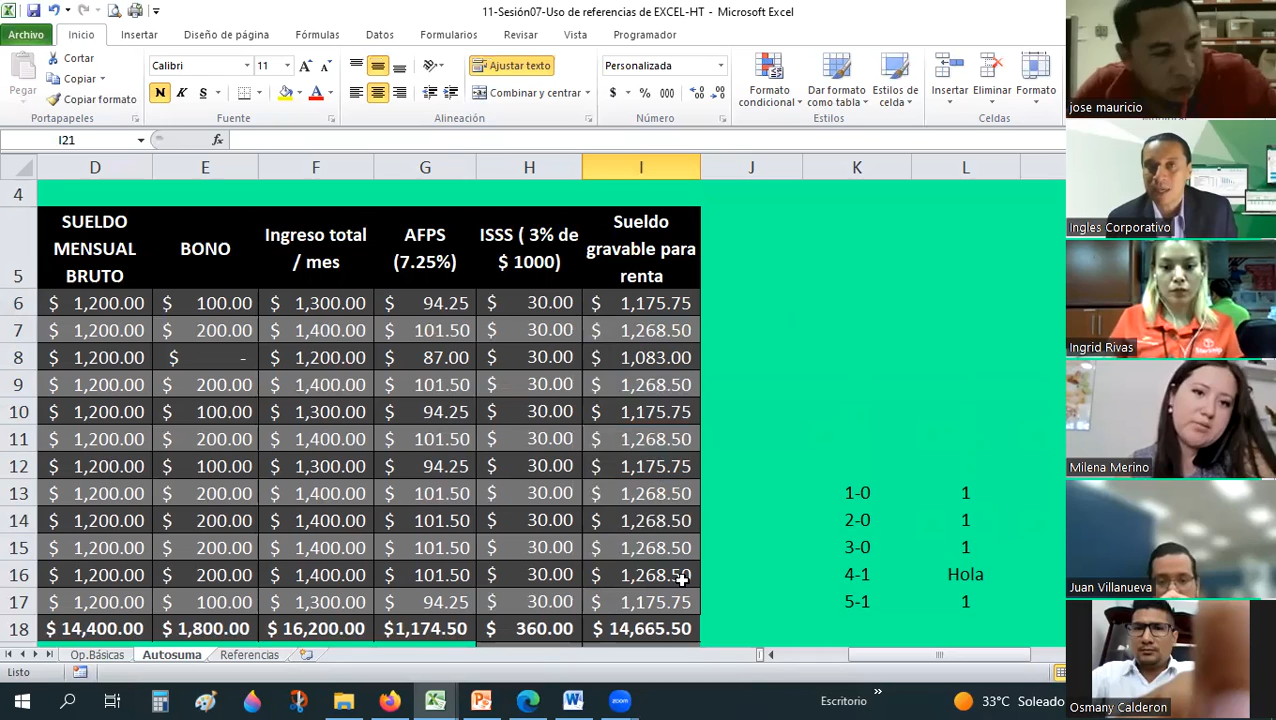 11-Sesión07-Uso de referencias de EXCEL-HT - Microsoft Excel
Archivo Inicio Insertar Diseño de página Fórmulas Datos Formularios Revisar Vista Programador
Pegar Cortar Copiar Copiar formato
Calibri 11 N K S
Ajustar texto Combinar y centrar
Personalizada $ % 000
Formato condicional Dar formato como tabla Estilos de celda Insertar Eliminar Formato
Portapapeles Fuente Alineación Número Estilos Celdas
I21 fx
D E F G H I J K L
4
5 SUELDO MENSUAL BRUTO BONO Ingreso total / mes AFPS (7.25%) ISSS ( 3% de $ 1000) Sueldo gravable para renta
6 $ 1,200.00 $ 100.00 $ 1,300.00 $ 94.25 $ 30.00 $ 1,175.75
7 $ 1,200.00 $ 200.00 $ 1,400.00 $ 101.50 $ 30.00 $ 1,268.50
8 $ 1,200.00 $ - $ 1,200.00 $ 87.00 $ 30.00 $ 1,083.00
9 $ 1,200.00 $ 200.00 $ 1,400.00 $ 101.50 $ 30.00 $ 1,268.50
10 $ 1,200.00 $ 100.00 $ 1,300.00 $ 94.25 $ 30.00 $ 1,175.75
11 $ 1,200.00 $ 200.00 $ 1,400.00 $ 101.50 $ 30.00 $ 1,268.50
12 $ 1,200.00 $ 100.00 $ 1,300.00 $ 94.25 $ 30.00 $ 1,175.75
13 $ 1,200.00 $ 200.00 $ 1,400.00 $ 101.50 $ 30.00 $ 1,268.50 1-0 1
14 $ 1,200.00 $ 200.00 $ 1,400.00 $ 101.50 $ 30.00 $ 1,268.50 2-0 1
15 $ 1,200.00 $ 200.00 $ 1,400.00 $ 101.50 $ 30.00 $ 1,268.50 3-0 1
16 $ 1,200.00 $ 200.00 $ 1,400.00 $ 101.50 $ 30.00 $ 1,268.50 4-1 Hola
17 $ 1,200.00 $ 100.00 $ 1,300.00 $ 94.25 $ 30.00 $ 1,175.75 5-1 1
18 $ 14,400.00 $ 1,800.00 $ 16,200.00 $1,174.50 $ 360.00 $ 14,665.50
Op.Básicas Autosuma Referencias
Listo
Escritorio » 33°C Soleado
zoom
jose mauricio
Ingles Corporativo
Ingrid Rivas
Milena Merino
Juan Villanueva
Osmany Calderon